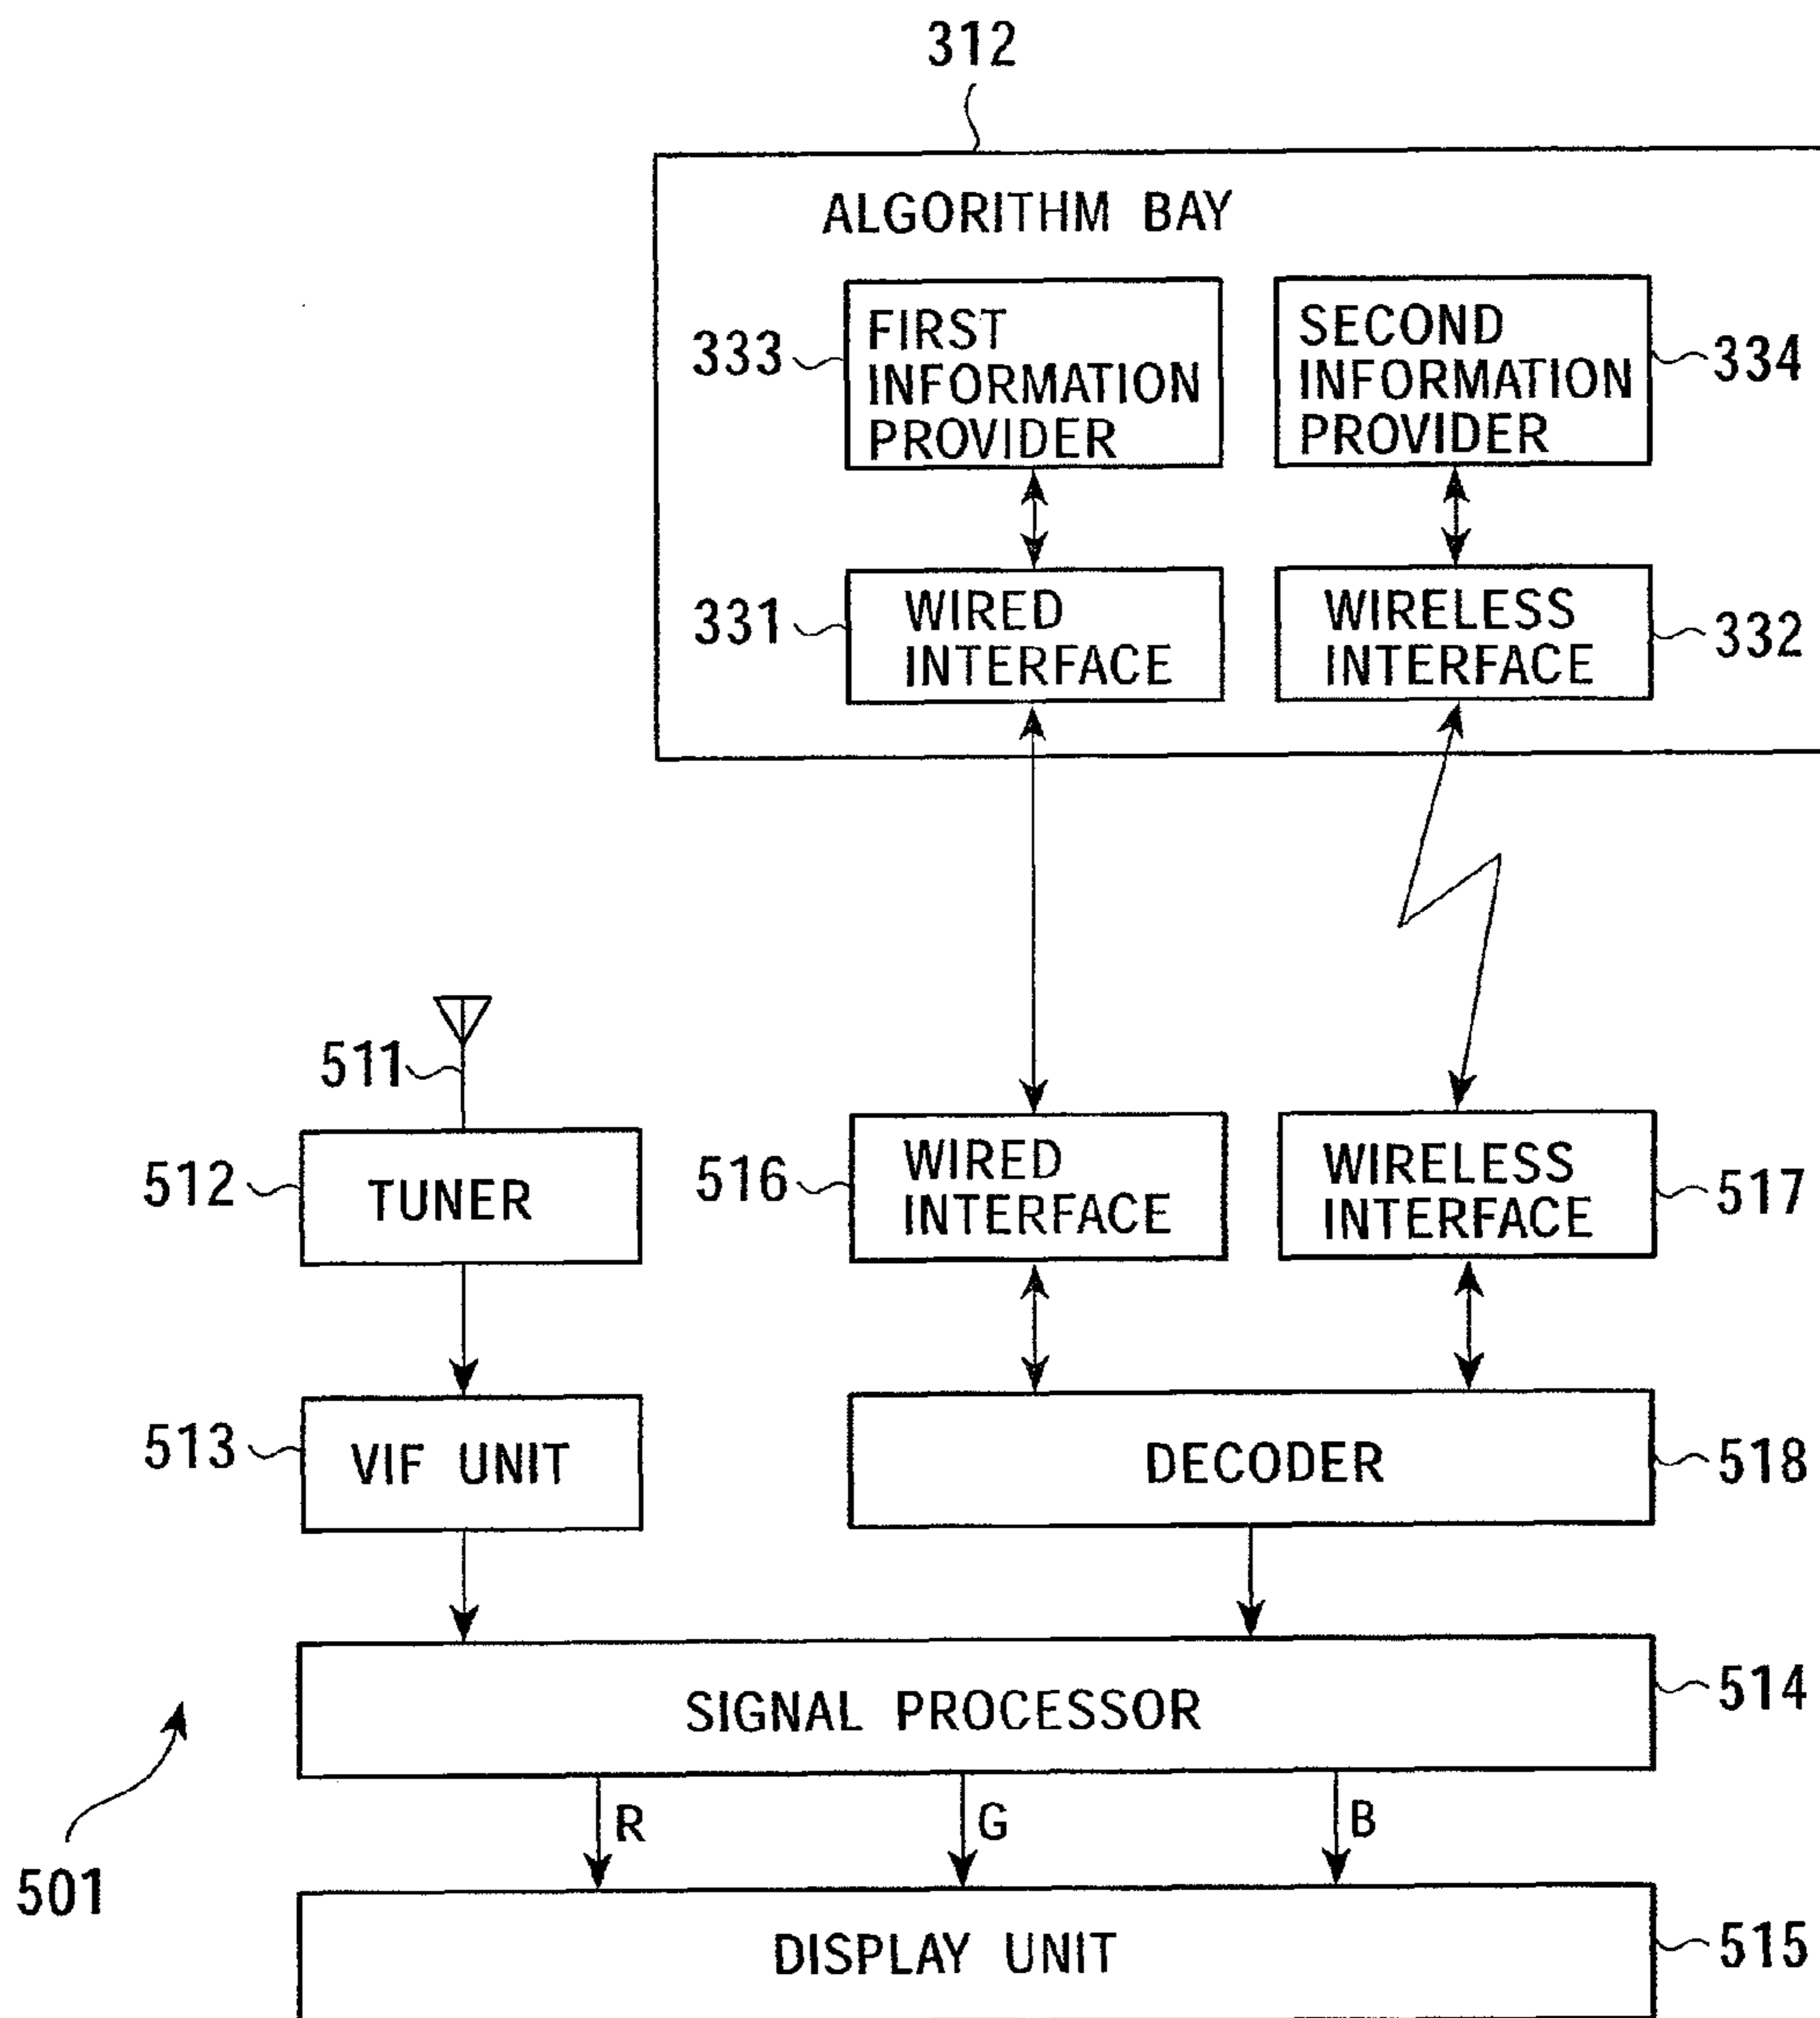 312
ALGORITHM BAY
333
FIRST
INFORMATION
PROVIDER
SECOND
INFORMATION
PROVIDER
334
331
WIRED
INTERFACE
WIRELESS
INTERFACE
332
511
512
TUNER
516
WIRED
INTERFACE
WIRELESS
INTERFACE
517
513
VIF UNIT
DECODER
518
SIGNAL PROCESSOR
514
R
G
B
501
DISPLAY UNIT
515